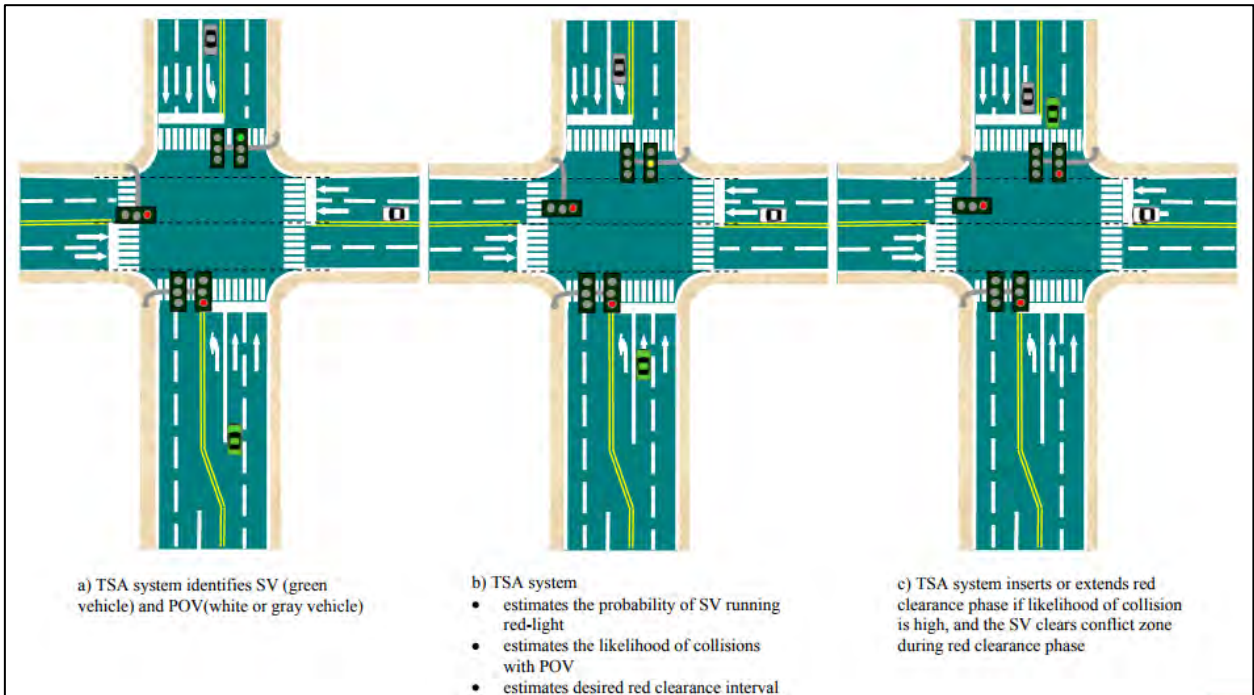 a) TSA system identifies SV (green
vehicle) and POV(white or gray vehicle)
b) TSA system
• estimates the probability of SV running
red-light
• estimates the likelihood of collisions
with POV
• estimates desired red clearance interval
c) TSA system inserts or extends red
clearance phase if likelihood of collision
is high, and the SV clears conflict zone
during red clearance phase